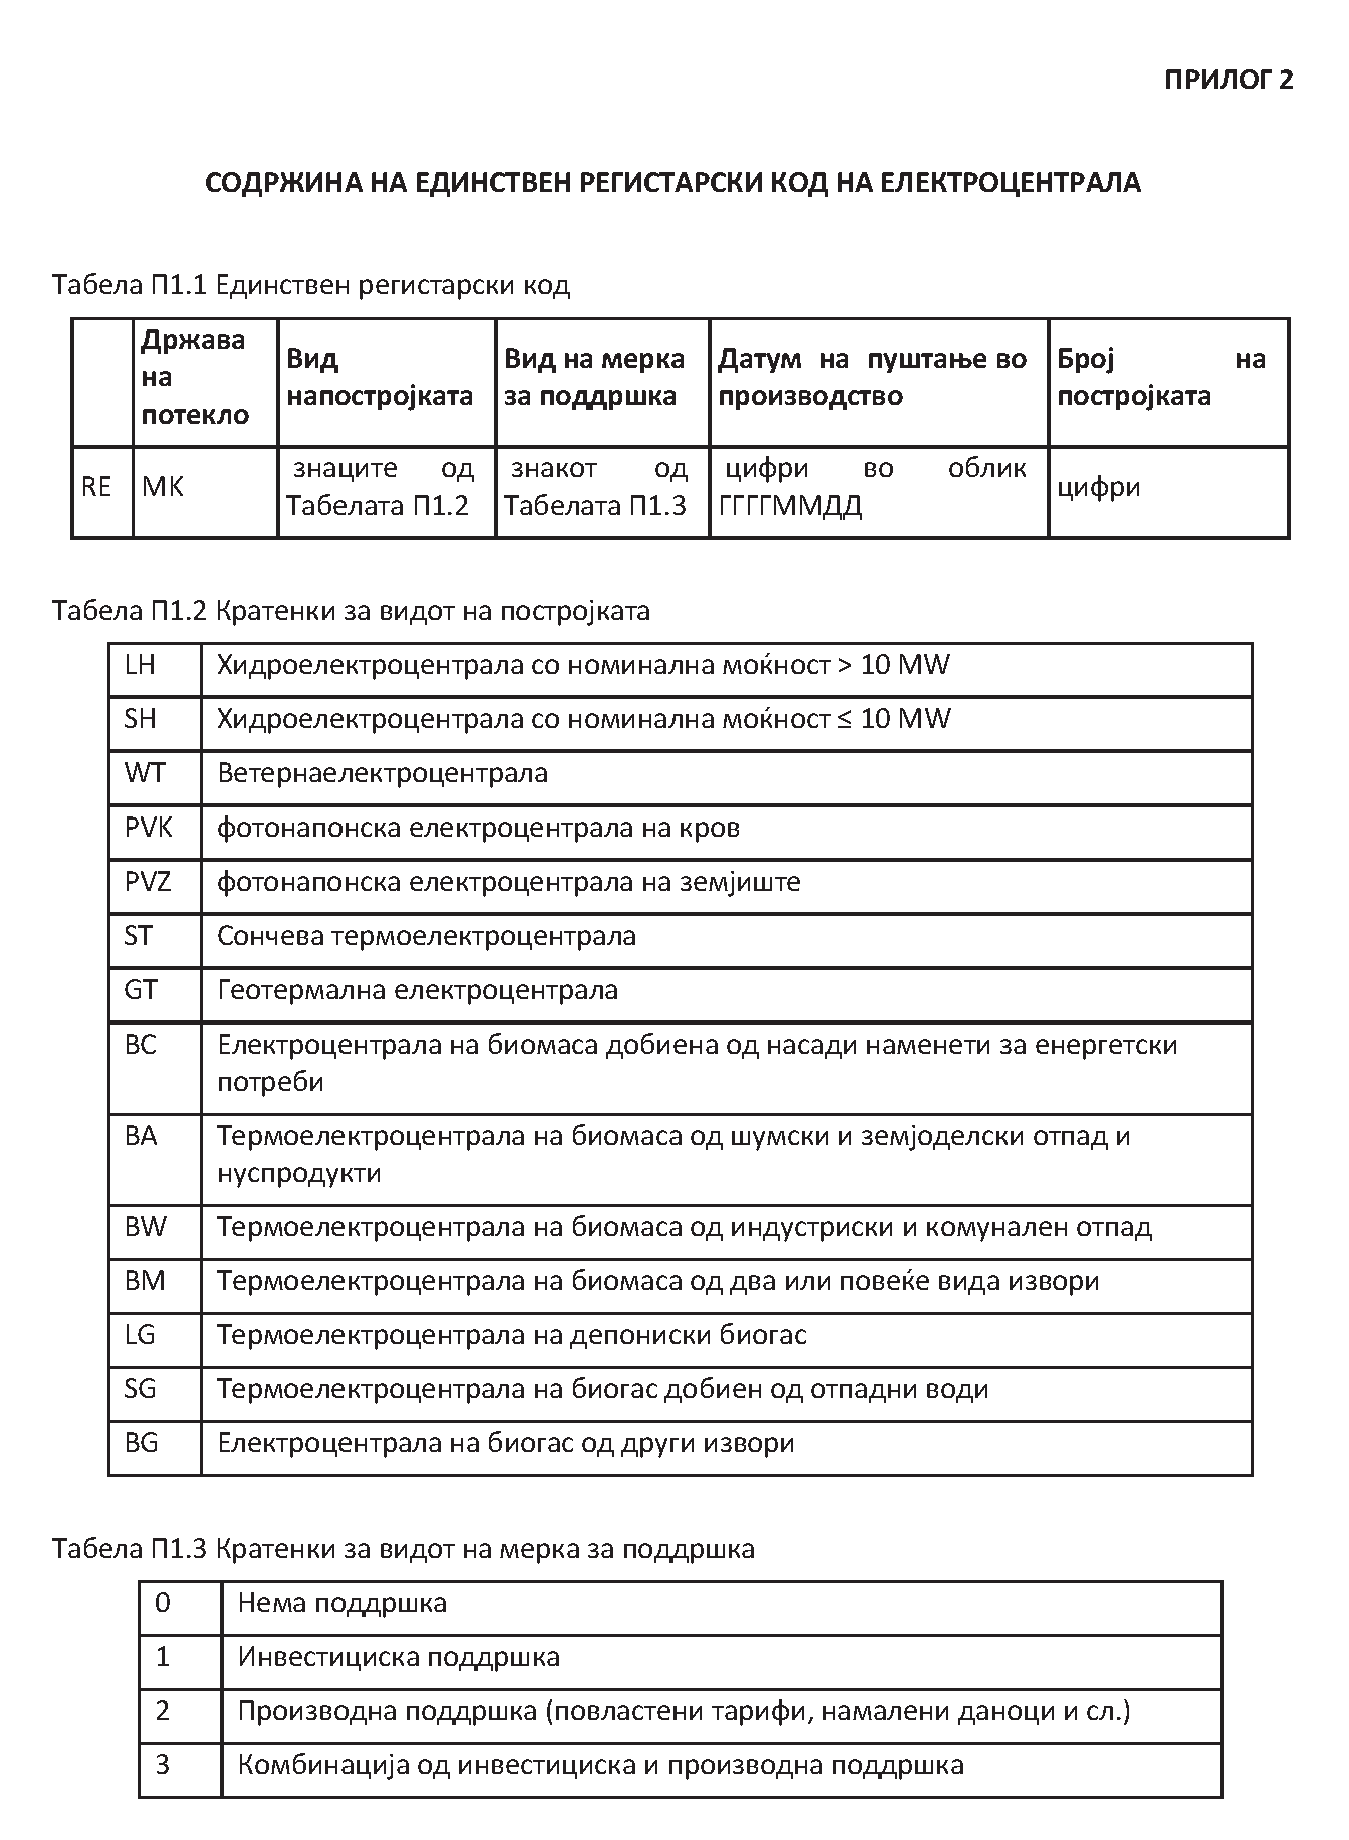 ПРИЛОГ 2
СОДРЖИНА НА ЕДИНСТВЕН РЕГИСТАРСКИ КОД НА ЕЛЕКТРОЦЕНТРАЛА
Табела П1.1 Единствен регистарски код
Држава на потекло
Вид напостројката
Вид на мерка за поддршка
Датум на пуштање во производство
Број на постројката
RE
MK
знаците од Табелата П1.2
знакот од Табелата П1.3
цифри во облик ГГГГММДД
цифри
Табела П1.2 Кратенки за видот на постројката
LH Хидроелектроцентрала со номинална моќност > 10 MW
SH Хидроелектроцентрала со номинална моќност ≤ 10 MW
WT Ветернаелектроцентрала
PVK фотонапонска електроцентрала на кров
PVZ фотонапонска електроцентрала на земјиште
ST Сончева термоелектроцентрала
GT Геотермална електроцентрала
BC Електроцентрала на биомаса добиена од насади наменети за енергетски
потреби
BA Термоелектроцентрала на биомаса од шумски и земјоделски отпад и
нуспродукти
BW Термоелектроцентрала на биомаса од индустриски и комунален отпад
BM Термоелектроцентрала на биомаса од два или повеќе вида извори
LG Термоелектроцентрала на депониски биогас
SG Термоелектроцентрала на биогас добиен од отпадни води
BG Електроцентрала на биогас од други извори
Табела П1.3 Кратенки за видот на мерка за поддршка
0 Нема поддршка
1 Инвестициска поддршка
2 Производна поддршка (повластени тарифи, намалени даноци и сл.)
3 Комбинација од инвестициска и производна поддршка